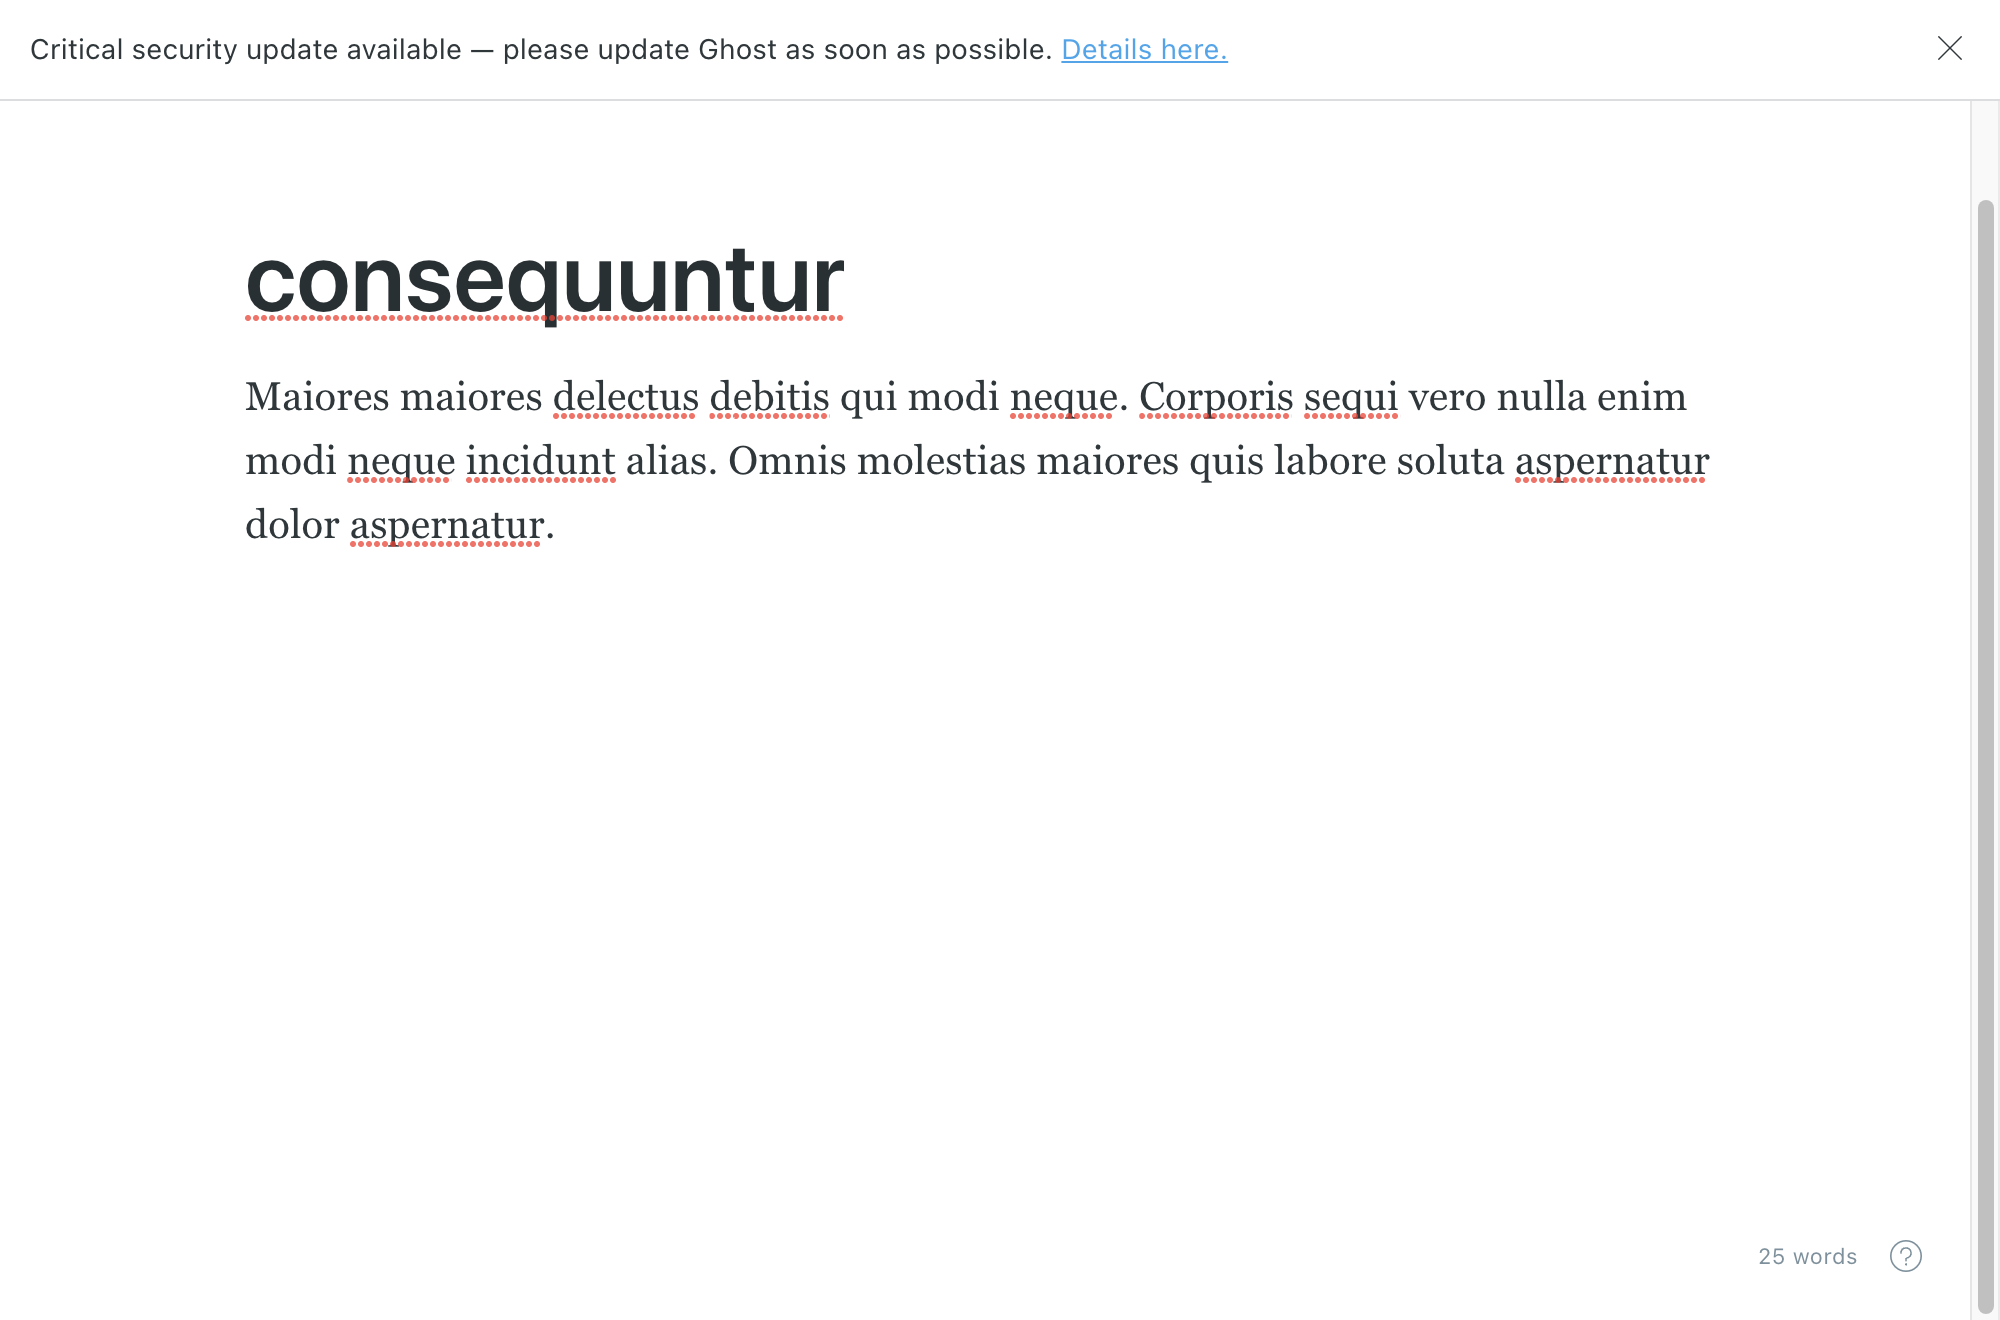 Critical security update available — please update Ghost as soon as possible. Details here.
consequuntur
Maiores maiores delectus debitis qui modi neque. Corporis sequi vero nulla enim
modi neque incidunt alias. Omnis molestias maiores quis labore soluta aspernatur
dolor aspernatur.
25 words ?